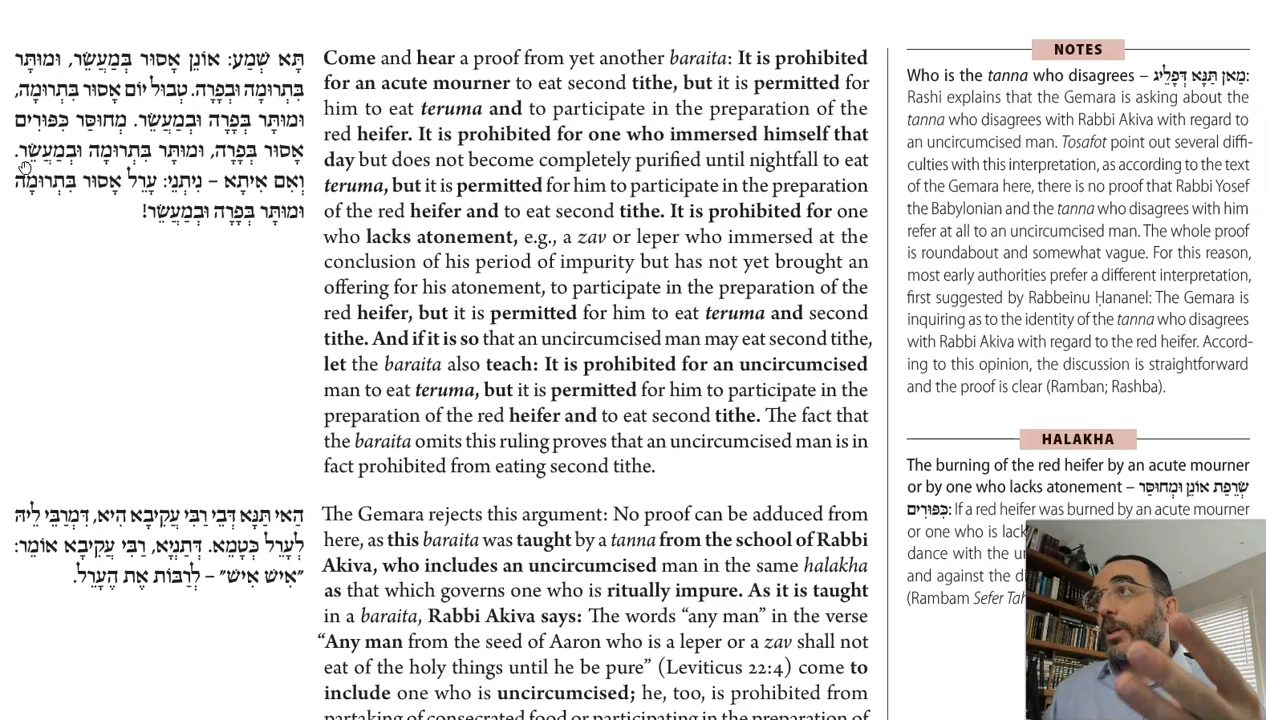 תָּא שְׁמַע: אוֹנֵן אָסוּר בְּמַעֲשֵׂר, וּמוּתָּר
בִּתְרוּמָה וּבְפָרָה. טְבוּל יוֹם אָסוּר בִּתְרוּמָה,
וּמוּתָּר בְּפָרָה וּבְמַעֲשֵׂר. מְחוּסַּר כִּפּוּרִים
אָסוּר בְּפָרָה, וּמוּתָּר בִּתְרוּמָה וּבְמַעֲשֵׂר.
וְאִם אִיתָא – נִיתְנֵי: עָרֵל אָסוּר בִּתְרוּמָה
וּמוּתָּר בְּפָרָה וּבְמַעֲשֵׂר!
Come and hear a proof from yet another baraita: It is prohibited
for an acute mourner to eat second tithe, but it is permitted for
him to eat teruma and to participate in the preparation of the
red heifer. It is prohibited for one who immersed himself that
day but does not become completely purified until nightfall to eat
teruma, but it is permitted for him to participate in the preparation
of the red heifer and to eat second tithe. It is prohibited for one
who lacks atonement, e.g., a zav or leper who immersed at the
conclusion of his period of impurity but has not yet brought an
offering for his atonement, to participate in the preparation of the
red heifer, but it is permitted for him to eat teruma and second
tithe. And if it is so that an uncircumcised man may eat second tithe,
let the baraita also teach: It is prohibited for an uncircumcised
man to eat teruma, but it is permitted for him to participate in the
preparation of the red heifer and to eat second tithe. The fact that
the baraita omits this ruling proves that an uncircumcised man is in
fact prohibited from eating second tithe.
הַאי תַּנָּא דְּבֵי רַבִּי עֲקִיבָא הִיא, דִּמְרַבֵּי לֵיהּ
לְעָרֵל כְּטָמֵא. דְּתַנְיָא, רַבִּי עֲקִיבָא אוֹמֵר:
״אִישׁ אִישׁ״ – לְרַבּוֹת אֶת הֶעָרֵל.
The Gemara rejects this argument: No proof can be adduced from
here, as this baraita was taught by a tanna from the school of Rabbi
Akiva, who includes an uncircumcised man in the same halakha
as that which governs one who is ritually impure. As it is taught
in a baraita, Rabbi Akiva says: The words “any man” in the verse
“Any man from the seed of Aaron who is a leper or a zav shall not
eat of the holy things until he be pure” (Leviticus 22:4) come to
include one who is uncircumcised; he, too, is prohibited from
partaking of consecrated food or participating in the preparation of
NOTES
Who is the tanna who disagrees – מַאן תַּנָּא דְּפָלֵיג:
Rashi explains that the Gemara is asking about the
tanna who disagrees with Rabbi Akiva with regard to
an uncircumcised man. Tosafot point out several diffi-
culties with this interpretation, as according to the text
of the Gemara here, there is no proof that Rabbi Yosef
the Babylonian and the tanna who disagrees with him
refer at all to an uncircumcised man. The whole proof
is roundabout and somewhat vague. For this reason,
most early authorities prefer a different interpretation,
first suggested by Rabbeinu Ḥananel: The Gemara is
inquiring as to the identity of the tanna who disagrees
with Rabbi Akiva with regard to the red heifer. Accord-
ing to this opinion, the discussion is straightforward
and the proof is clear (Ramban; Rashba).
HALAKHA
The burning of the red heifer by an acute mourner
or by one who lacks atonement – שְׂרֵפַת אוֹנֵן וּמְחוּסַּר
כִּפּוּרִים: If a red heifer was burned by an acute mourner
or one who is lack
dance with the
and against the
(Rambam Sefer